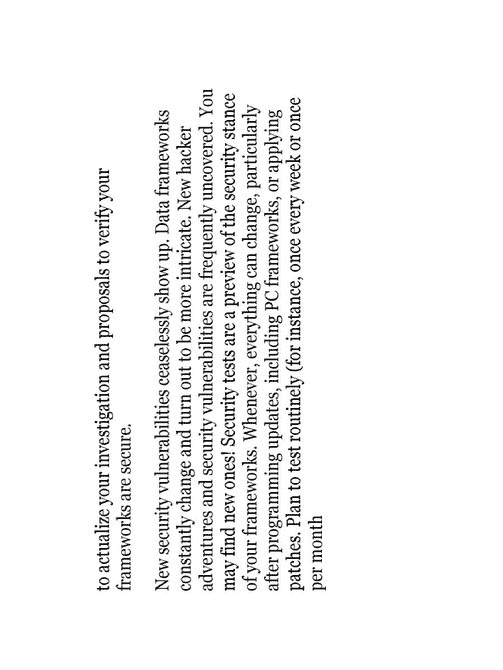 to actualize your investigation and proposals to verify your
frameworks are secure.
New security vulnerabilities ceaselessly show up. Data frameworks
constantly change and turn out to be more intricate. New hacker
adventures and security vulnerabilities are frequently uncovered. You
may find new ones! Security tests are a preview of the security stance
of your frameworks. Whenever, everything can change, particularly
after programming updates, including PC frameworks, or applying
patches. Plan to test routinely (for instance, once every week or once
per month